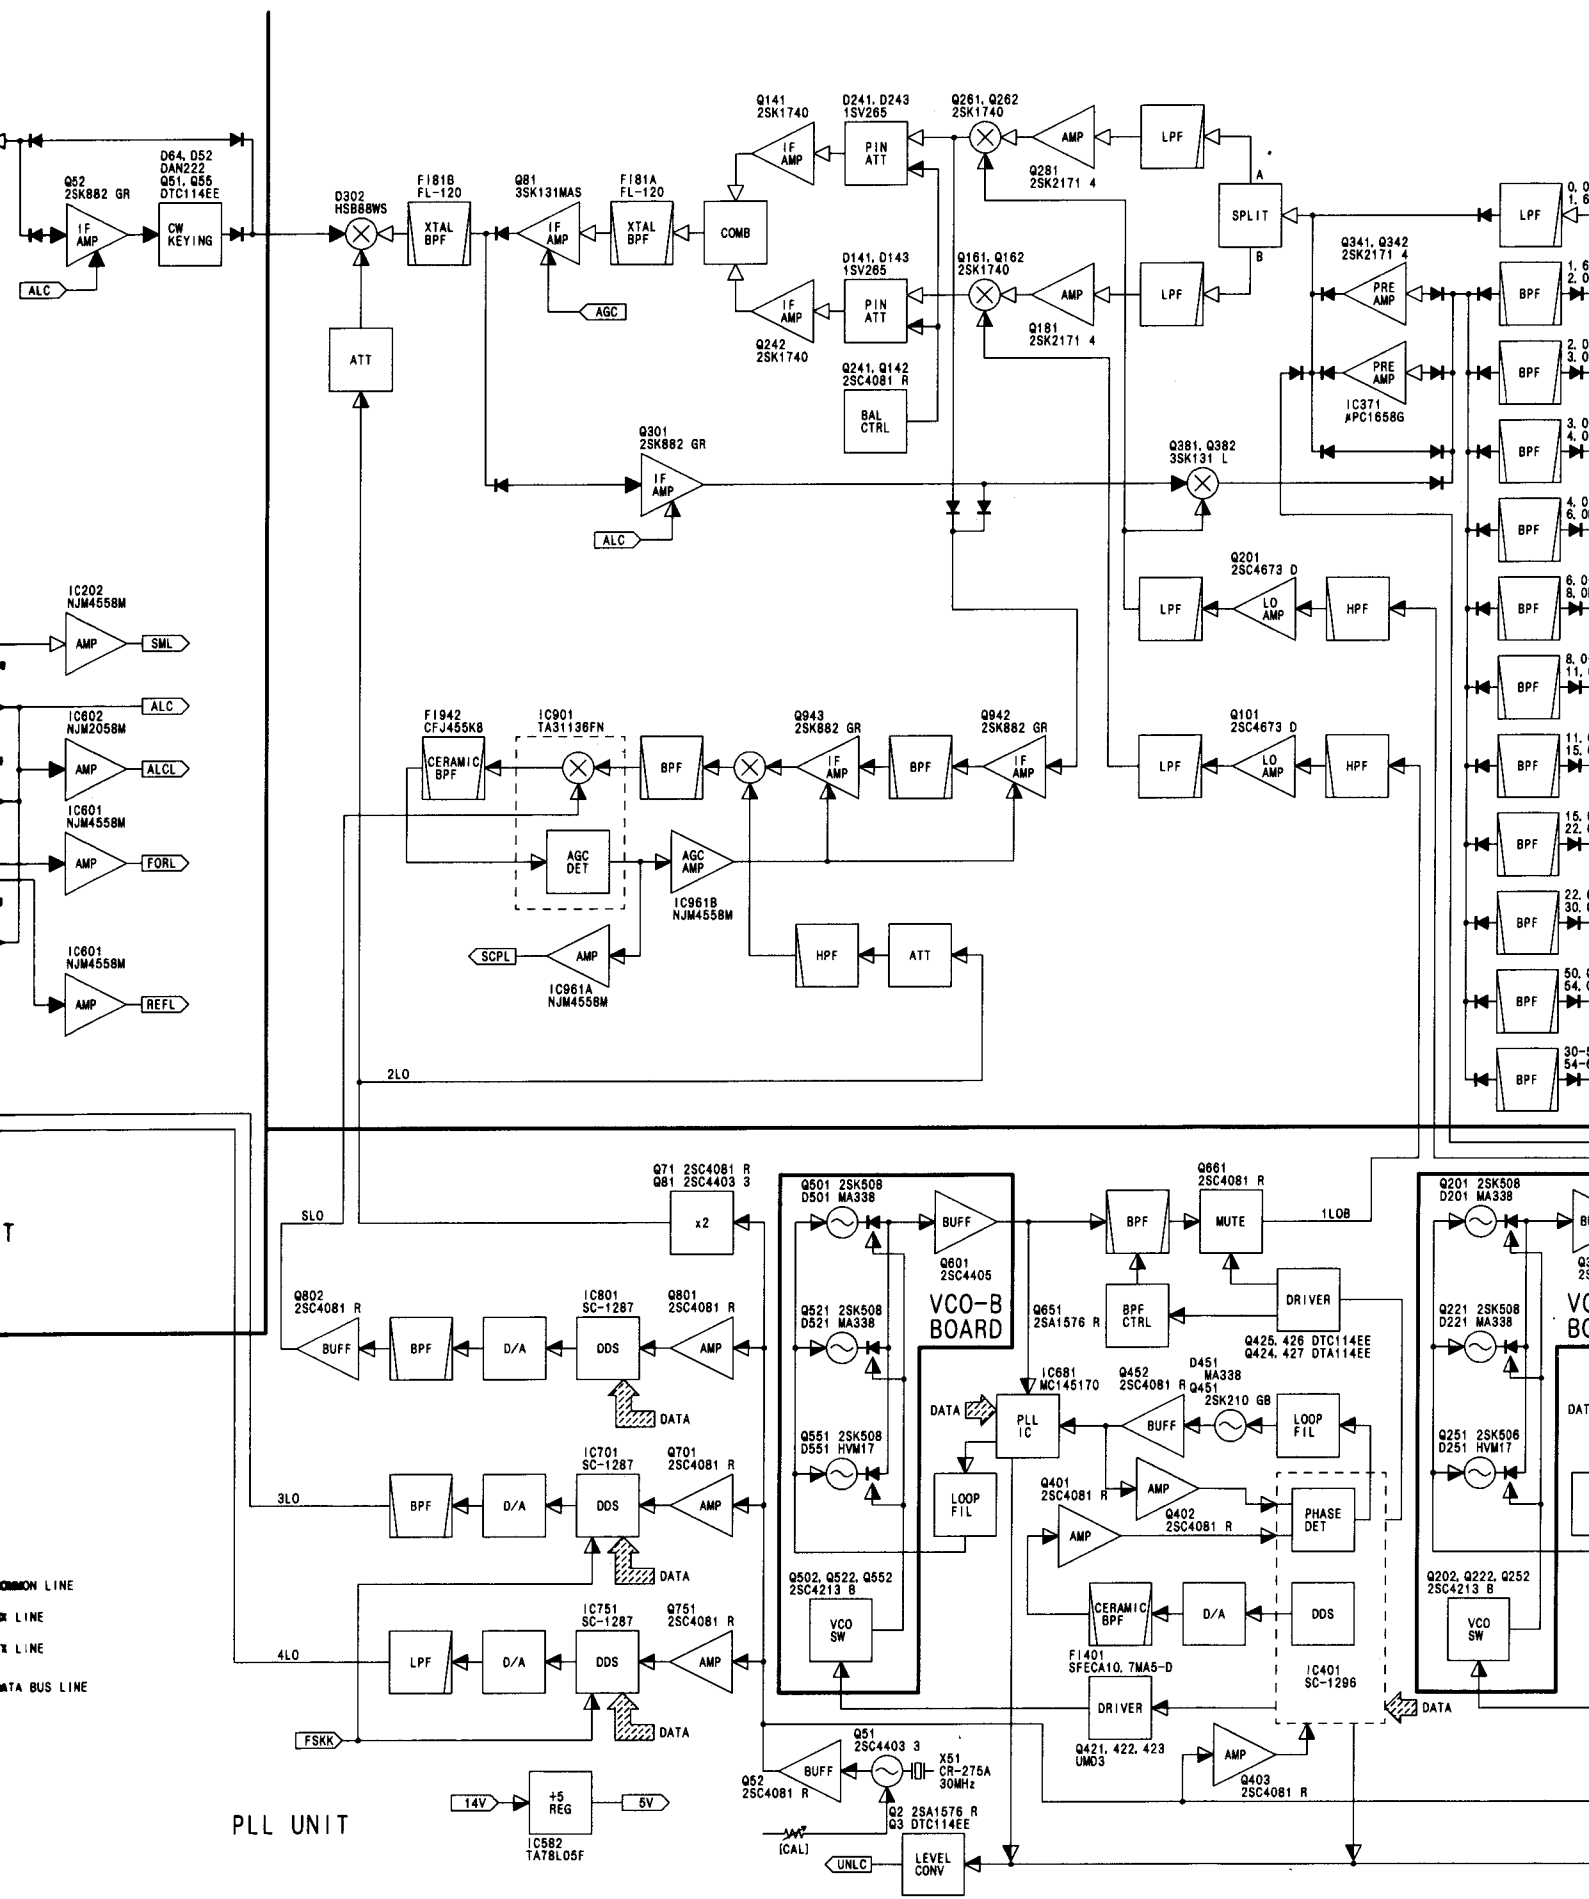 Q141
2SK1740
D241, D243
1SV265
Q261, Q262
2SK1740
IF
AMP
PIN
ATT
AMP
LPF
Q281
2SK2171 4
A
SPLIT
B
Q52
2SK882 GR
IF
AMP
ALC
D64, D52
DAN222
Q51, Q55
DTC114EE
CW
KEYING
D302
HSB88WS
FI81B
FL-120
XTAL
BPF
Q81
3SK131MAS
IF
AMP
AGC
FI81A
FL-120
XTAL
BPF
COMB
D141, D143
1SV265
PIN
ATT
Q161, Q162
2SK1740
AMP
LPF
Q181
2SK2171 4
IF
AMP
Q242
2SK1740
Q241, Q142
2SC4081 R
BAL
CTRL
Q341, Q342
2SK2171 4
PRE
AMP
PRE
AMP
IC371
μPC1658G
LPF
BPF
BPF
BPF
BPF
BPF
BPF
BPF
BPF
BPF
BPF
BPF
ATT
Q301
2SK882 GR
IF
AMP
ALC
Q381, Q382
3SK131 L
Q201
2SC4673 D
LPF
LO
AMP
HPF
Q101
2SC4673 D
LPF
LO
AMP
HPF
IC202
NJM4558M
AMP
SML
ALC
IC602
NJM2058M
AMP
ALCL
IC601
NJM4558M
AMP
FORL
IC601
NJM4558M
AMP
REFL
FI942
CFJ455K8
CERAMIC
BPF
IC901
TA31136FN
BPF
Q943
2SK882 GR
IF
AMP
BPF
Q942
2SK882 GR
IF
AMP
AGC
DET
AGC
AMP
IC961B
NJM4558M
SCPL
AMP
IC961A
NJM4558M
HPF
ATT
2LO
Q71 2SC4081 R
Q81 2SC4403 3
x2
SLO
Q802
2SC4081 R
BUFF
BPF
D/A
IC801
SC-1287
DDS
Q801
2SC4081 R
AMP
DATA
3LO
BPF
D/A
IC701
SC-1287
DDS
Q701
2SC4081 R
AMP
DATA
4LO
LPF
D/A
IC751
SC-1287
DDS
Q751
2SC4081 R
AMP
DATA
FSKK
14V
+5
REG
5V
IC582
TA78L05F
PLL UNIT
Q501 2SK508
D501 MA338
BUFF
Q601
2SC4405
VCO-B
BOARD
Q521 2SK508
D521 MA338
Q551 2SK508
D551 HVM17
Q502, Q522, Q552
2SC4213 B
VCO
SW
BPF
Q661
2SC4081 R
MUTE
1LOB
Q651
2SA1576 R
BPF
CTRL
DRIVER
Q425, 426 DTC114EE
Q424, 427 DTA114EE
IC681
MC145170
DATA
PLL
IC
LOOP
FIL
Q452
2SC4081 R
BUFF
D451
MA338
Q451
2SK210 GB
LOOP
FIL
Q401
2SC4081 R
AMP
AMP
Q402
2SC4081 R
PHASE
DET
CERAMIC
BPF
D/A
DDS
FI401
SFECA10. 7MA5-D
IC401
SC-1296
DRIVER
Q421, 422, 423
UMD3
DATA
AMP
Q403
2SC4081 R
Q51
2SC4403 3
BUFF
Q52
2SC4081 R
X51
CR-275A
30MHz
[CAL]
Q2 2SA1576 R
Q3 DTC114EE
UNLC
LEVEL
CONV
Q201 2SK508
D201 MA338
Q221 2SK508
D221 MA338
Q251 2SK506
D251 HVM17
Q202, Q222, Q252
2SC4213 B
VCO
SW
LINE
LINE
LINE
BUS LINE